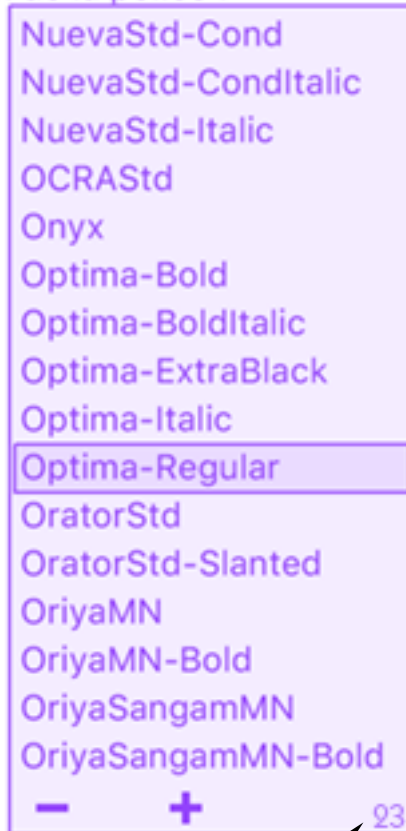 NuevaStd-Cond
NuevaStd-CondItalic
NuevaStd-Italic
OCRAStd
Onyx
Optima-Bold
Optima-BoldItalic
Optima-ExtraBlack
Optima-Italic
Optima-Regular
OratorStd
OratorStd-Slanted
OriyaMN
OriyaMN-Bold
OriyaSangamMN
OriyaSangamMN-Bold
− + 23